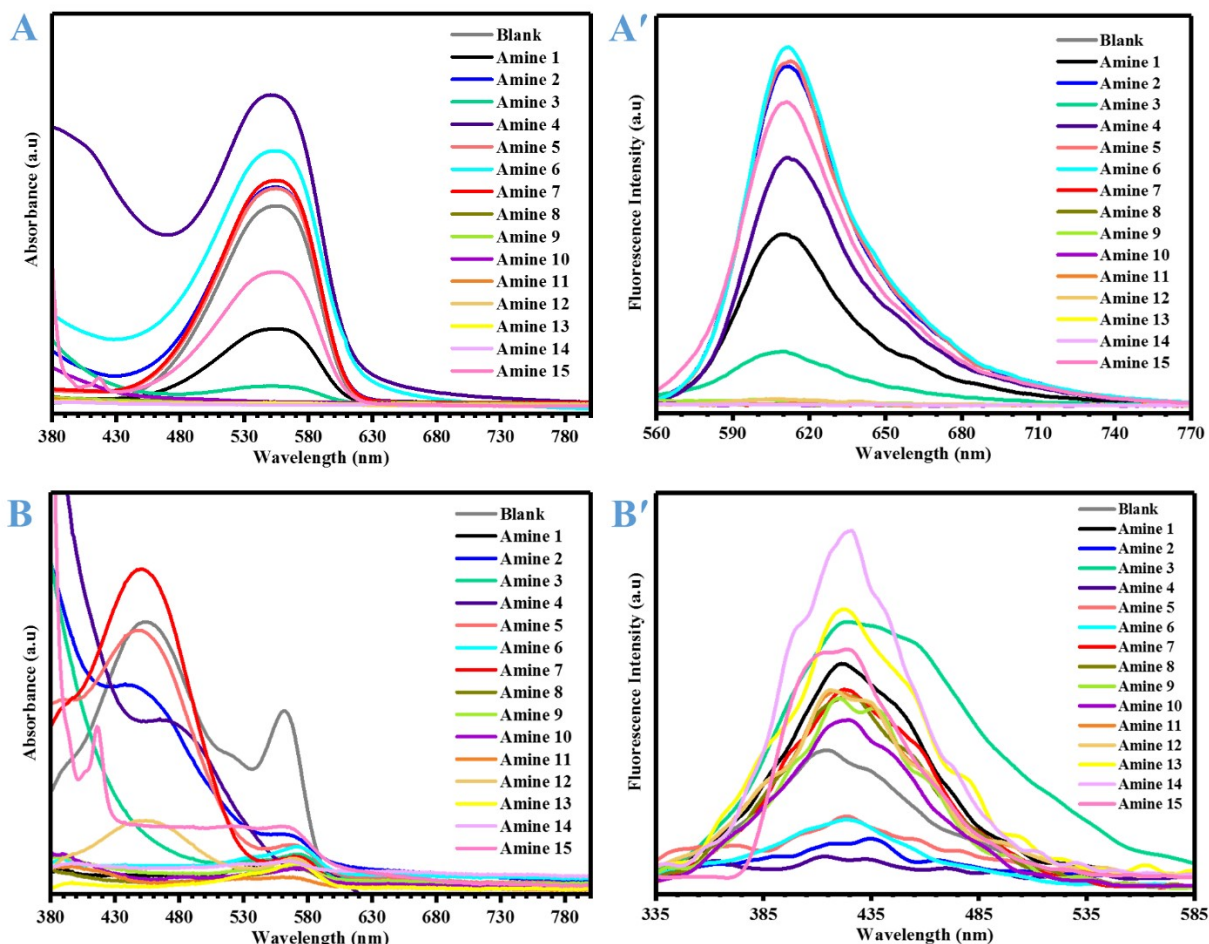 A
Absorbance (a.u)
Blank
Amine 1
Amine 2
Amine 3
Amine 4
Amine 5
Amine 6
Amine 7
Amine 8
Amine 9
Amine 10
Amine 11
Amine 12
Amine 13
Amine 14
Amine 15
380 430 480 530 580 630 680 730 780
Wavelength (nm)
A′
Fluorescence Intensity (a.u)
Blank
Amine 1
Amine 2
Amine 3
Amine 4
Amine 5
Amine 6
Amine 7
Amine 8
Amine 9
Amine 10
Amine 11
Amine 12
Amine 13
Amine 14
Amine 15
560 590 620 650 680 710 740 770
Wavelength (nm)
B
Absorbance (a.u)
Blank
Amine 1
Amine 2
Amine 3
Amine 4
Amine 5
Amine 6
Amine 7
Amine 8
Amine 9
Amine 10
Amine 11
Amine 12
Amine 13
Amine 14
Amine 15
380 430 480 530 580 630 680 730 780
Wavelength (nm)
B′
Fluorescence Intensity (a.u)
Blank
Amine 1
Amine 2
Amine 3
Amine 4
Amine 5
Amine 6
Amine 7
Amine 8
Amine 9
Amine 10
Amine 11
Amine 12
Amine 13
Amine 14
Amine 15
335 385 435 485 535 585
Wavelength (nm)